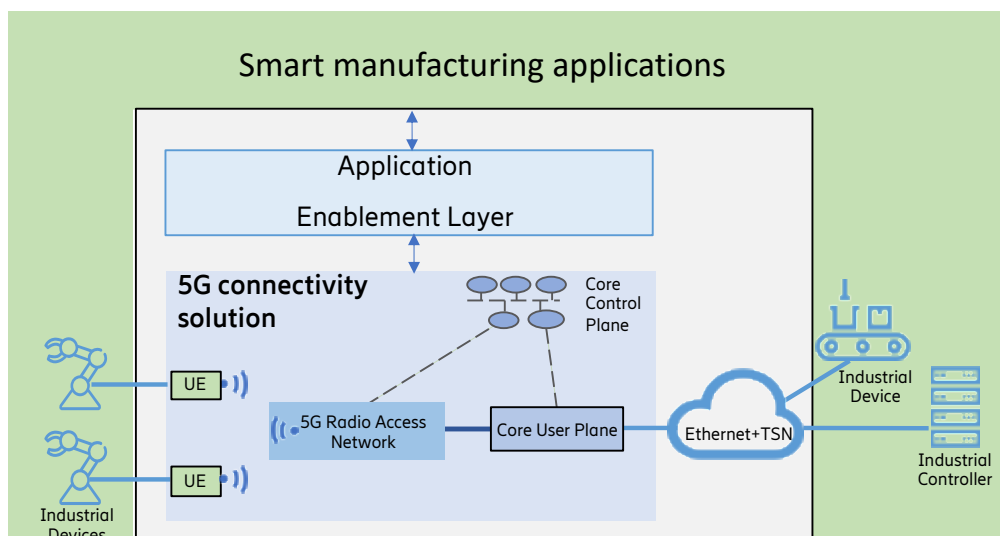 Smart manufacturing applications
Application
Enablement Layer
5G connectivity
solution
Core
Control
Plane
UE
5G Radio Access
Network
Core User Plane
Ethernet+TSN
Industrial
Device
Industrial
Controller
UE
Industrial
Devices